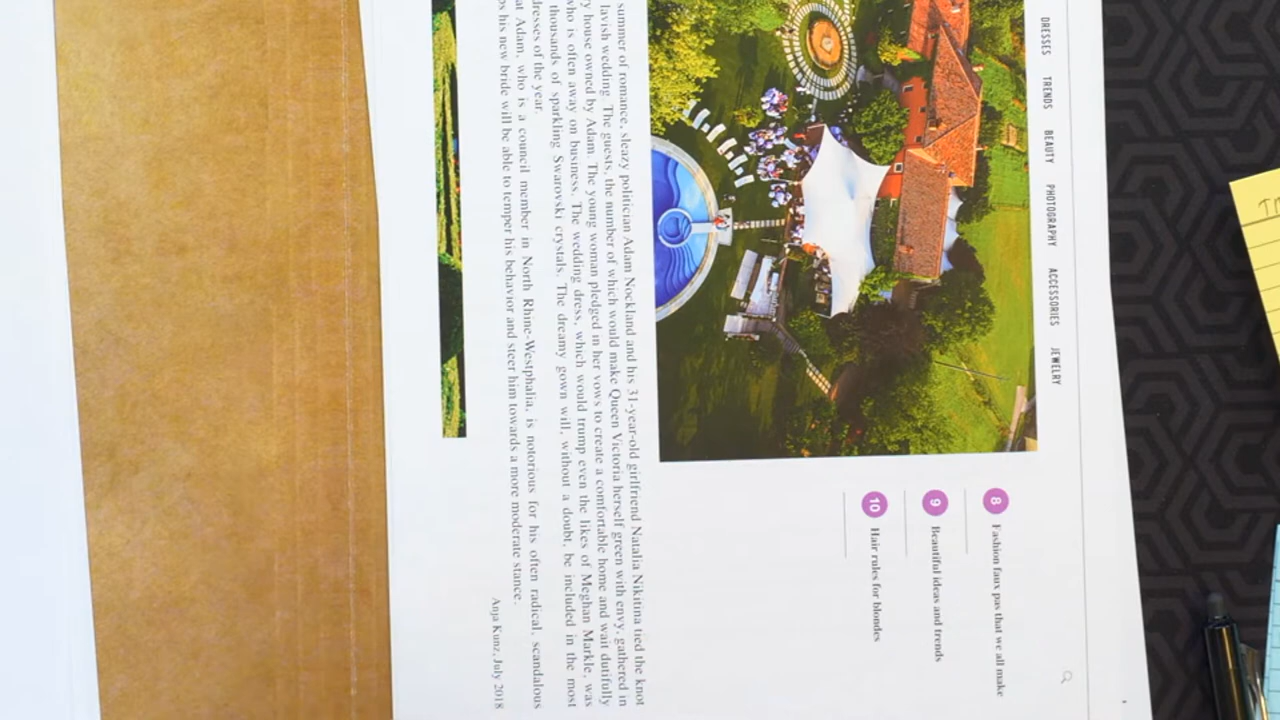 DRESSES TRENDS BEAUTY PHOTOGRAPHY ACCESSORIES JEWELRY
8 Fashion faux pas that we all make
9 Beautiful ideas and trends
10 Hair rules for blondes
summer of romance, sleazy politician Adam Nockland and his 31-year-old girlfriend Natalia Nikitina tied the knot
lavish wedding. The guests, the number of which would make Queen Victoria herself green with envy, gathered in
house owned by Adam. The young woman pledged in her vows to create a comfortable home and wait dutifully
who is often away on business. The wedding dress, which would trump even the likes of Meghan Markle, was
thousands of sparkling Swarovski crystals. The dreamy gown will, without a doubt, be included in the most
dresses of the year.
at Adam, who is a council member in North Rhine-Westphalia, is notorious for his often radical, scandalous
his new bride will be able to temper his behavior and steer him towards a more moderate stance.
Anja Kunz, July 2018